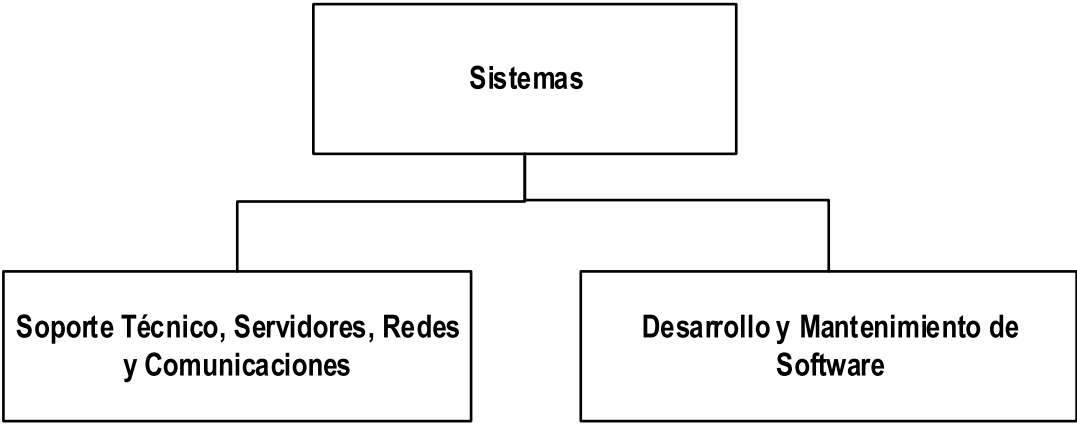 Sistemas
Soporte Técnico, Servidores, Redes
y Comunicaciones
Desarrollo y Mantenimiento de
Software